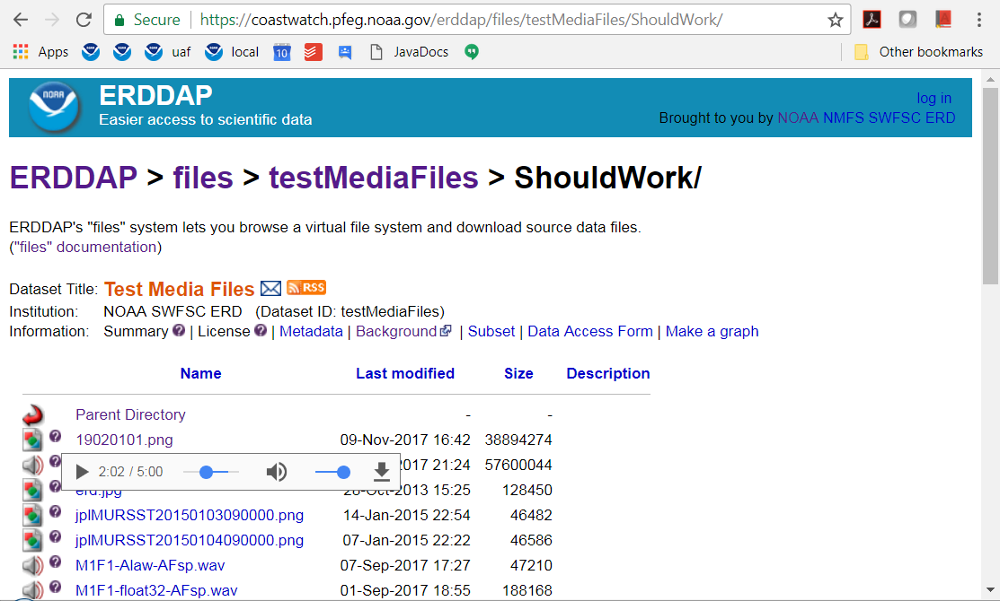 Secure https://coastwatch.pfeg.noaa.gov/erddap/files/testMediaFiles/ShouldWork/
Apps uaf local 10 JavaDocs Other bookmarks
NOAA
ERDDAP
Easier access to scientific data
log in
Brought to you by NOAA NMFS SWFSC ERD
ERDDAP > files > testMediaFiles > ShouldWork/
ERDDAP's "files" system lets you browse a virtual file system and download source data files.
("files" documentation)
Dataset Title: Test Media Files RSS
Institution: NOAA SWFSC ERD (Dataset ID: testMediaFiles)
Information: Summary ? | License ? | Metadata | Background | Subset | Data Access Form | Make a graph
Name Last modified Size Description
Parent Directory - -
? 19020101.png 09-Nov-2017 16:42 38894274
? 2017 21:24 57600044
2:02 / 5:00
? erd.jpg 26-Oct-2013 15:25 128450
? jplMURSST20150103090000.png 14-Jan-2015 22:54 46482
? jplMURSST20150104090000.png 07-Jan-2015 22:22 46586
? M1F1-Alaw-AFsp.wav 07-Sep-2017 17:27 47210
? M1F1-float32-AFsp.wav 01-Sep-2017 18:55 188168